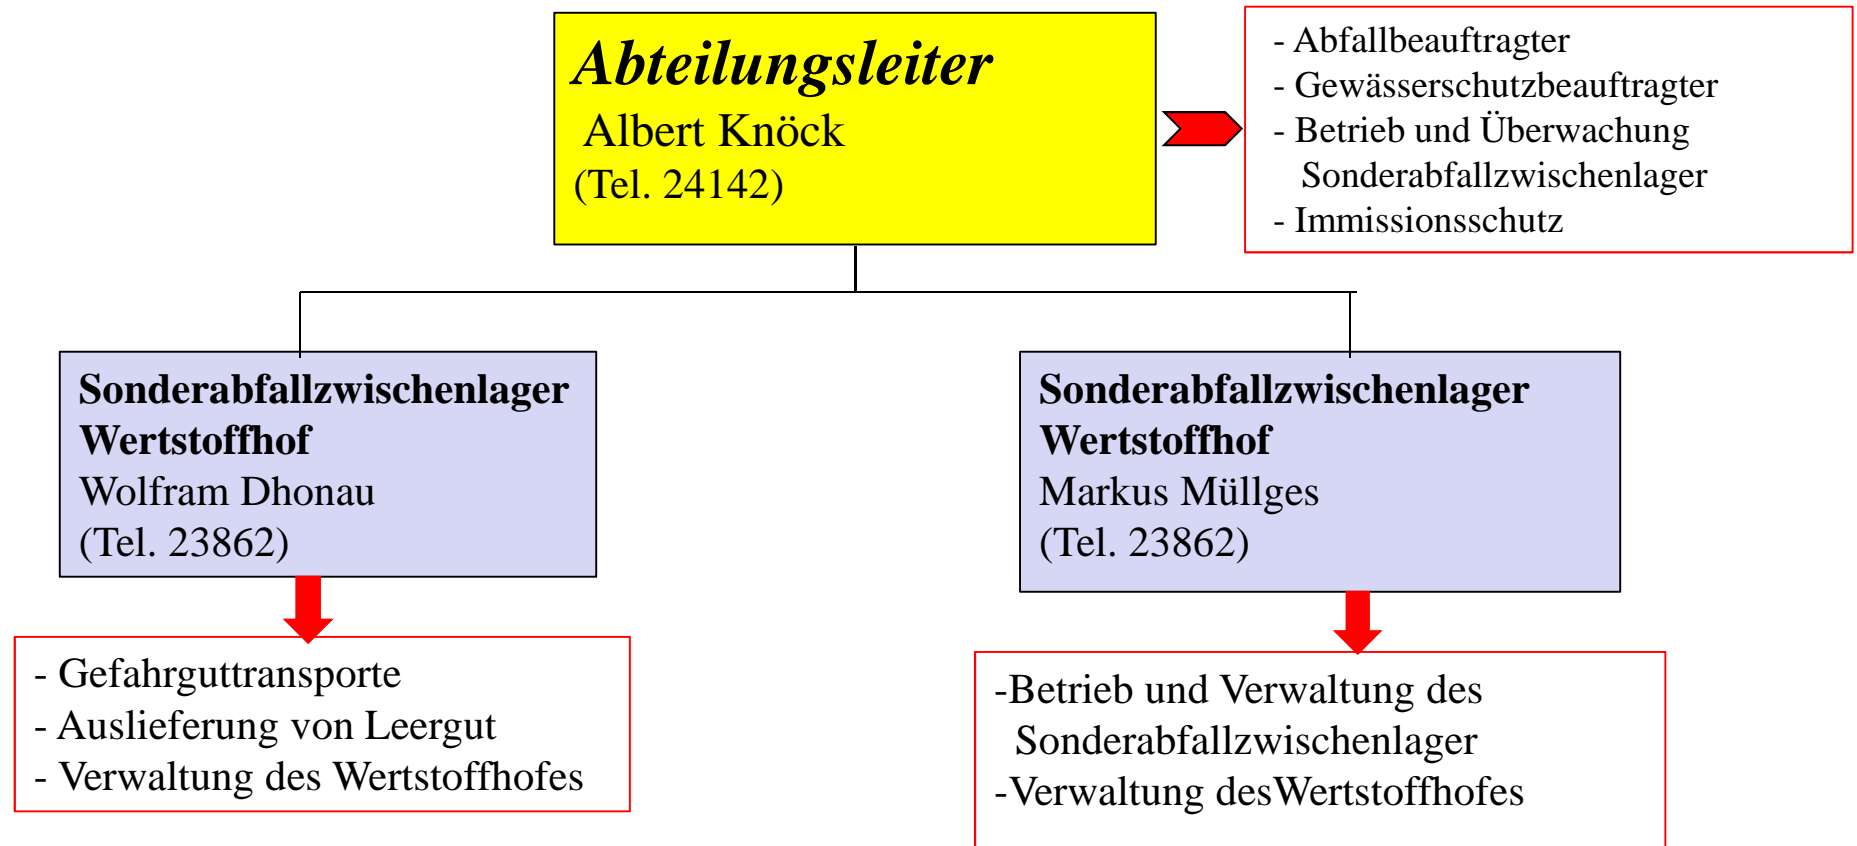 Abteilungsleiter
Albert Knöck
(Tel. 24142)
- Abfallbeauftragter
- Gewässerschutzbeauftragter
- Betrieb und Überwachung
Sonderabfallzwischenlager
- Immissionsschutz
Sonderabfallzwischenlager
Wertstoffhof
Wolfram Dhonau
(Tel. 23862)
- Gefahrguttransporte
- Auslieferung von Leergut
- Verwaltung des Wertstoffhofes
Sonderabfallzwischenlager
Wertstoffhof
Markus Müllges
(Tel. 23862)
-Betrieb und Verwaltung des
Sonderabfallzwischenlager
-Verwaltung desWertstoffhofes